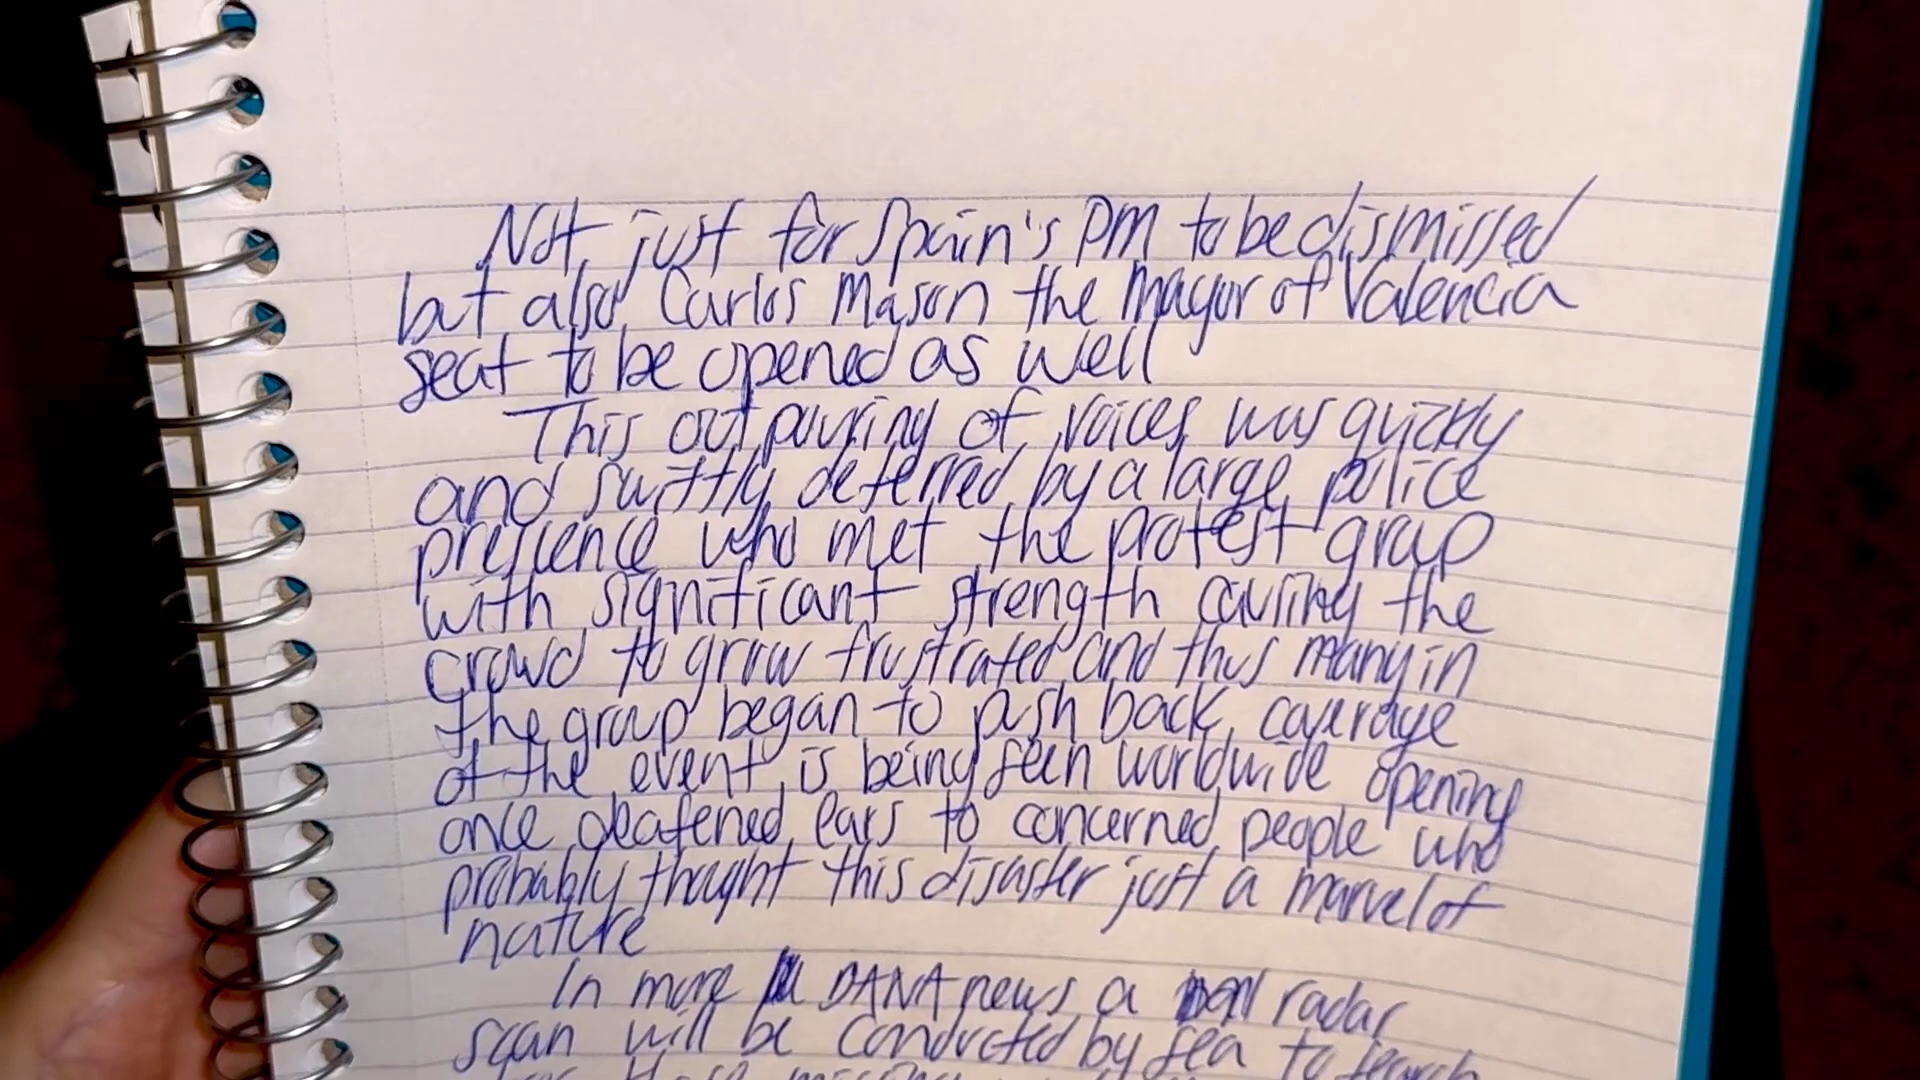 Not just for Spain's PM to be dismissed
but also Carlos Mason the mayor of Valencia
seat to be opened as well
This outpouring of voices was quickly
and swiftly deferred by a large police
prescence who met the protest group
with significant strength causing the
crowd to grow frustrated and thus many in
the group began to push back, coverage
of the event is being seen worldwide opening
once deafened ears to concerned people who
probably thought this disaster just a marvel of
nature
In more DANA news a radar
scan will be conducted by sea to search